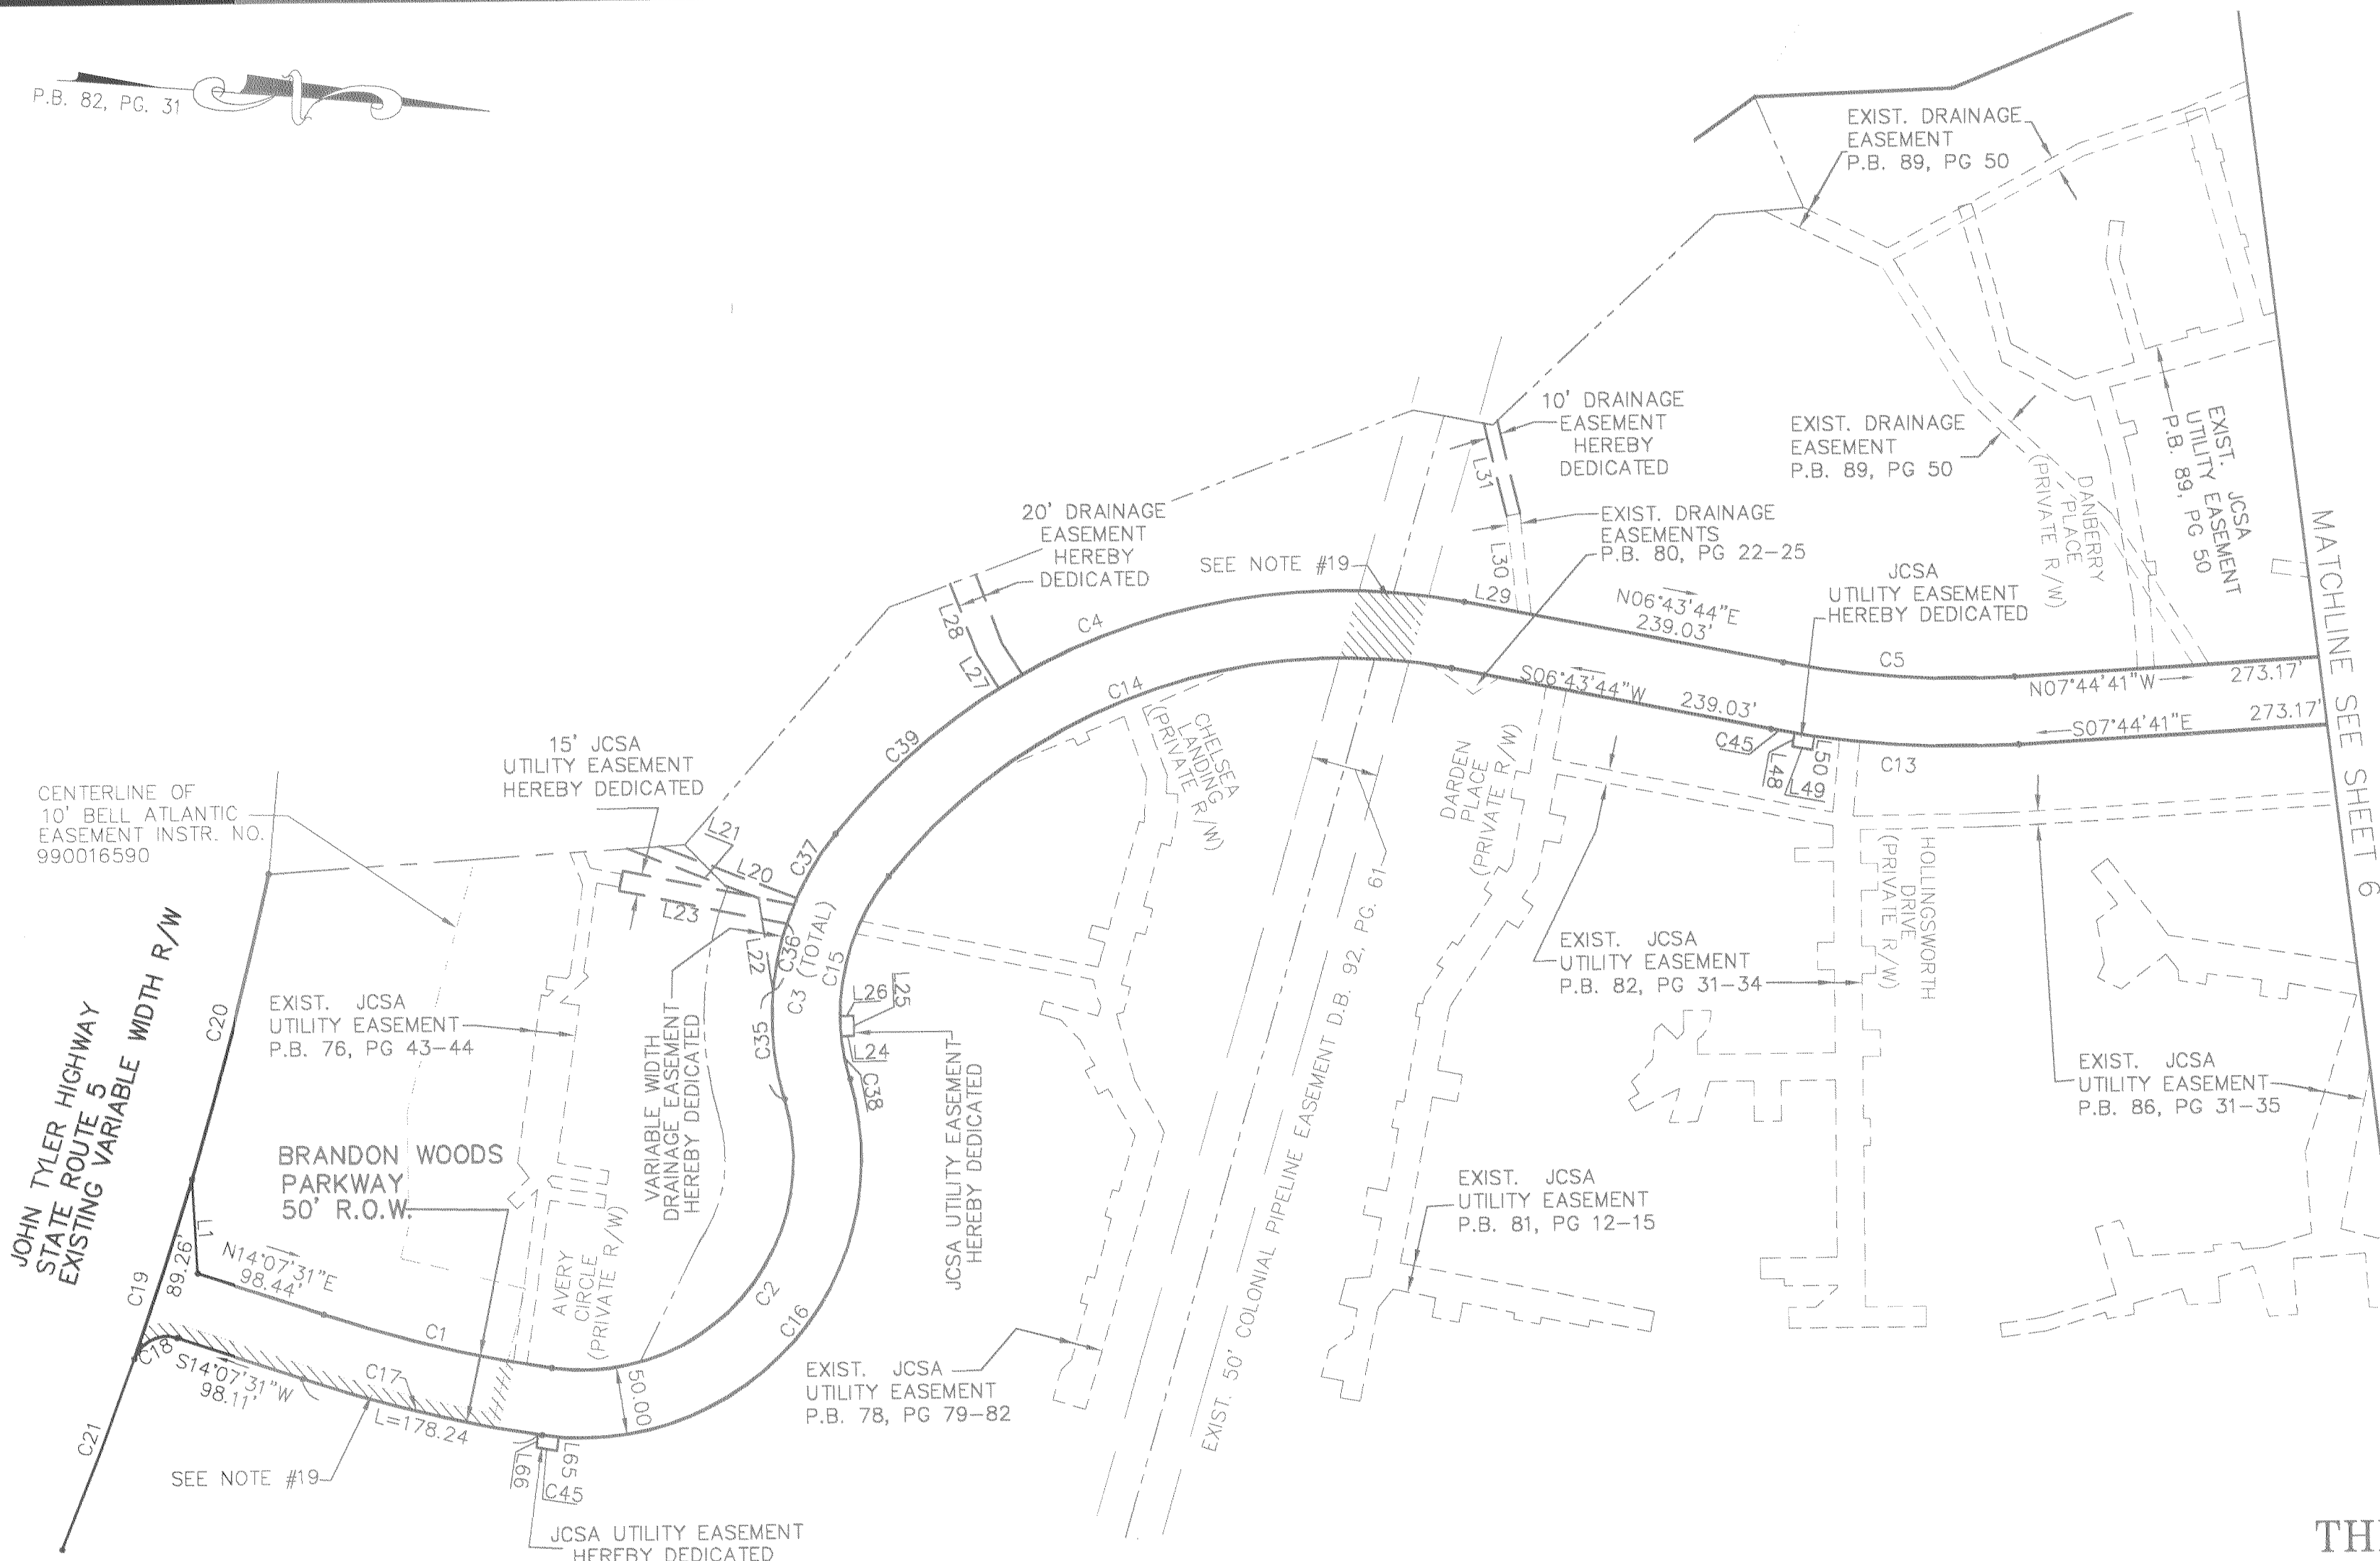 P.B. 82, PG. 31
EXIST. DRAINAGE
EASEMENT
P.B. 89, PG 50
10' DRAINAGE
EASEMENT
HEREBY
DEDICATED
EXIST. DRAINAGE
EASEMENT
P.B. 89, PG 50
EXIST. JCSA
UTILITY EASEMENT
P.B. 89, PG 50
DANBERRY
PLACE
(PRIVATE R/W)
MATCHLINE SEE SHEET 6
L31
20' DRAINAGE
EASEMENT
HEREBY
DEDICATED
SEE NOTE #19
EXIST. DRAINAGE
EASEMENTS
P.B. 80, PG 22-25
L30
L29
N06°43'44"E
239.03'
JCSA
UTILITY EASEMENT
HEREBY DEDICATED
C5
N07°44'41"W
273.17'
S07°44'41"E
273.17'
S06°43'44"W
239.03'
C45
L48
L50
L49
C13
L28
L27
C4
C14
C39
CHELSEA
LANDING
(PRIVATE R/W)
DARDEN
PLACE
(PRIVATE R/W)
HOLLINGSWORTH
DRIVE
(PRIVATE R/W)
15' JCSA
UTILITY EASEMENT
HEREBY DEDICATED
CENTERLINE OF
10' BELL ATLANTIC
EASEMENT INSTR. NO.
990016590
L21
L20
L23
C37
L22
C36
C3
(TOTAL)
C15
C35
L26
L25
L24
C38
EXIST. JCSA
UTILITY EASEMENT
P.B. 82, PG 31-34
EXIST. JCSA
UTILITY EASEMENT
P.B. 86, PG 31-35
EXIST. JCSA
UTILITY EASEMENT
P.B. 76, PG 43-44
VARIABLE WIDTH
DRAINAGE EASEMENT
HEREBY DEDICATED
JCSA UTILITY EASEMENT
HEREBY DEDICATED
EXIST. 50' COLONIAL PIPELINE EASEMENT D.B. 92, PG. 61
EXIST. JCSA
UTILITY EASEMENT
P.B. 81, PG 12-15
JOHN TYLER HIGHWAY
STATE ROUTE 5
EXISTING VARIABLE WIDTH R/W
C20
BRANDON WOODS
PARKWAY
50' R.O.W.
AVERY
CIRCLE
(PRIVATE R/W)
L1
C19
89.26'
N14°07'31"E
98.44'
C1
C2
C16
C18
S14°07'31"W
98.11'
C17
L=178.24
50.00
C21
SEE NOTE #19
L66
L65
C45
EXIST. JCSA
UTILITY EASEMENT
P.B. 78, PG 79-82
JCSA UTILITY EASEMENT
HEREBY DEDICATED
TH